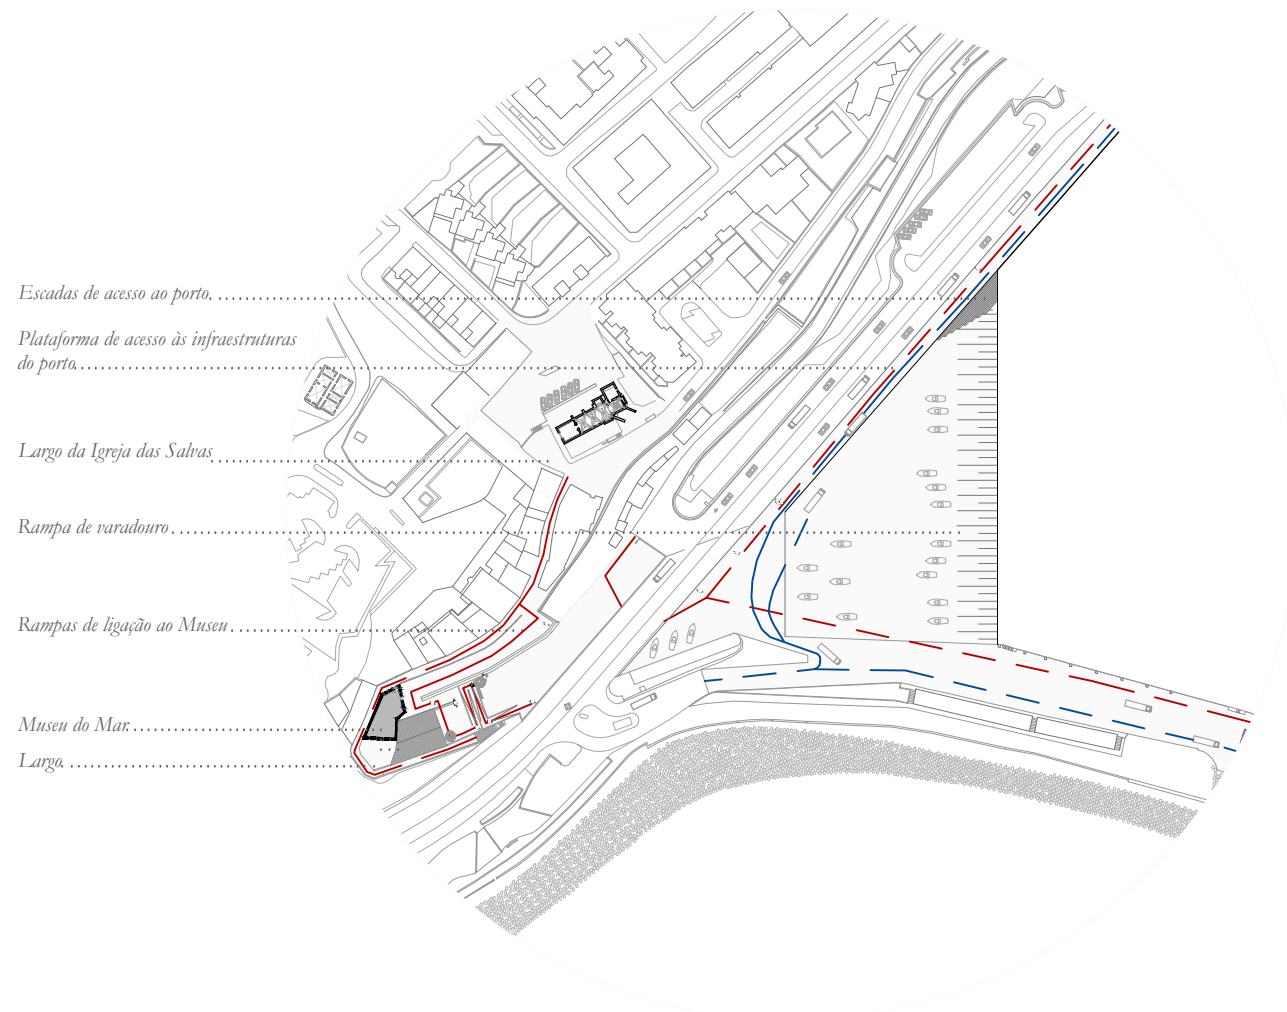 Escadas de acesso ao porto
Plataforma de acesso às infraestruturas
do porto
Largo da Igreja das Salvas
Rampa de varadouro
Rampas de ligação ao Museu
Museu do Mar
Largo